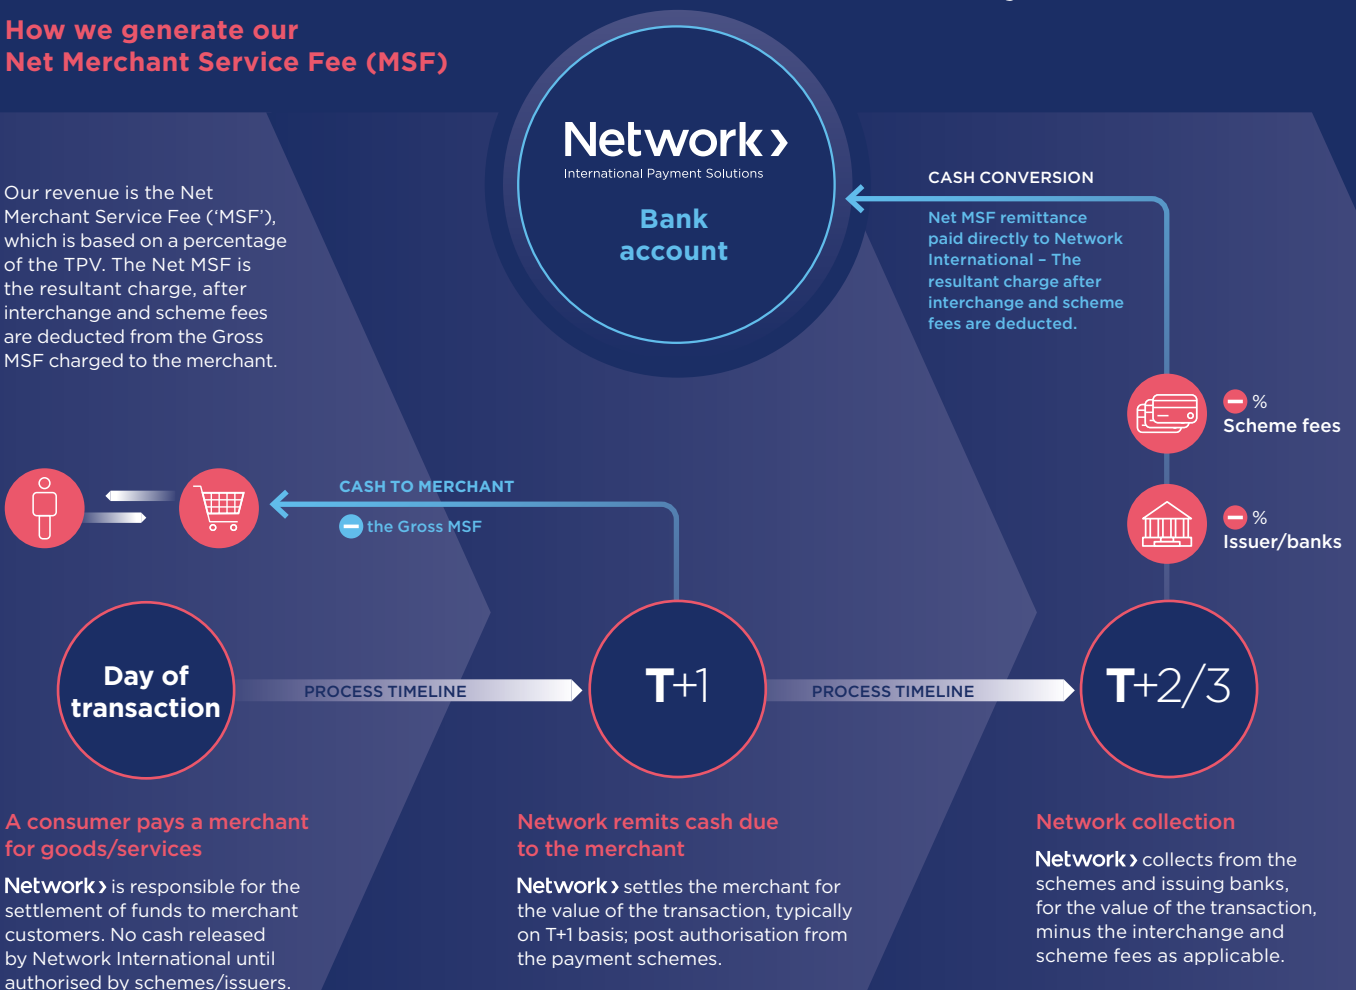 How we generate our
Net Merchant Service Fee (MSF)
Network
International Payment Solutions
Bank
account
Our revenue is the Net
Merchant Service Fee (‘MSF’),
which is based on a percentage
of the TPV. The Net MSF is
the resultant charge, after
interchange and scheme fees
are deducted from the Gross
MSF charged to the merchant.
CASH CONVERSION
Net MSF remittance
paid directly to Network
International – The
resultant charge after
interchange and scheme
fees are deducted.
%
Scheme fees
%
Issuer/banks
CASH TO MERCHANT
the Gross MSF
Day of
transaction
PROCESS TIMELINE
T+1
PROCESS TIMELINE
T+2/3
A consumer pays a merchant
for goods/services
Network is responsible for the
settlement of funds to merchant
customers. No cash released
by Network International until
authorised by schemes/issuers.
Network remits cash due
to the merchant
Network settles the merchant for
the value of the transaction, typically
on T+1 basis; post authorisation from
the payment schemes.
Network collection
Network collects from the
schemes and issuing banks,
for the value of the transaction,
minus the interchange and
scheme fees as applicable.